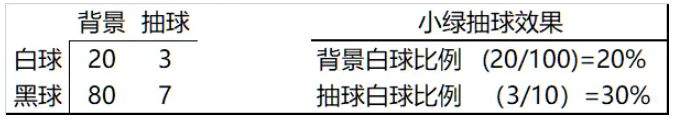 背景 抽球 小绿抽球效果
白球 20 3 背景白球比例 (20/100)=20%
黑球 80 7 抽球白球比例 （3/10）=30%